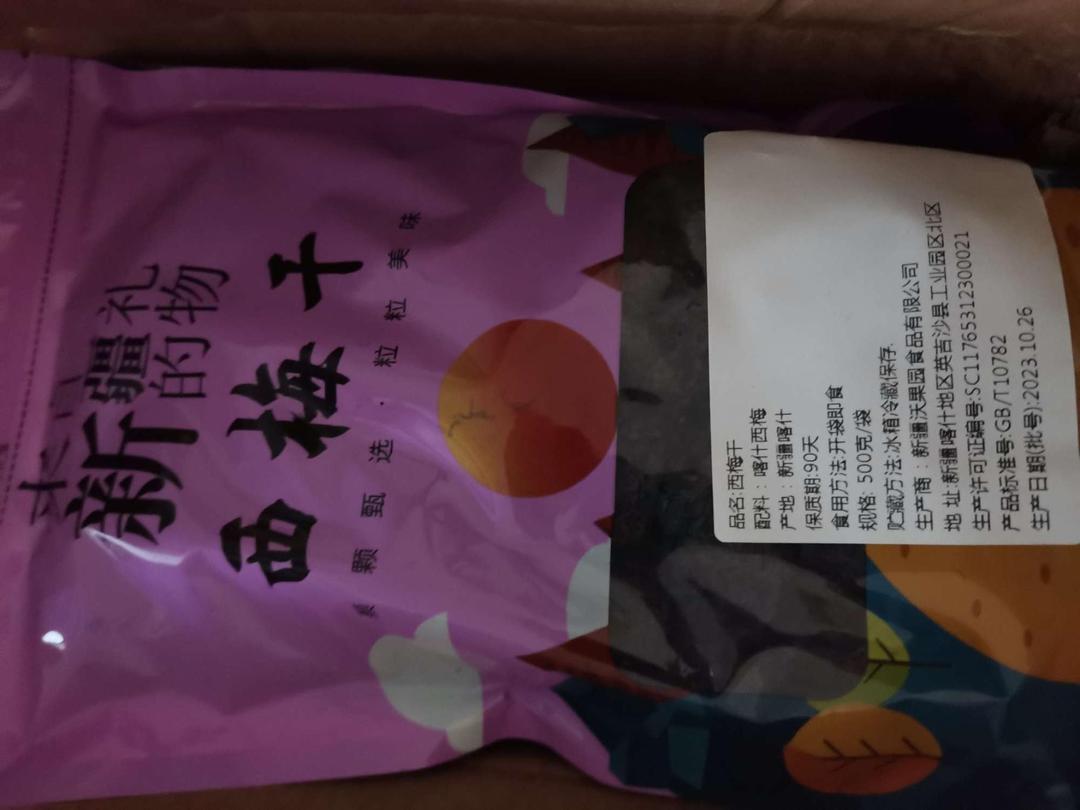 新疆
的礼物
西梅干
颗颗甄选·粒粒美味
品名:西梅干
配料:喀什西梅
产地:新疆喀什
保质期:90天
食用方法:开袋即食
规格:500克/袋
贮藏方法:冰箱冷藏保存.
生产商:新疆沃果园食品有限公司
地址:新疆喀什地区英吉沙县工业园区北区
生产许可证编号:SC11765312300021
产品标准号:GB/T10782
生产日期(批号):2023.10.26